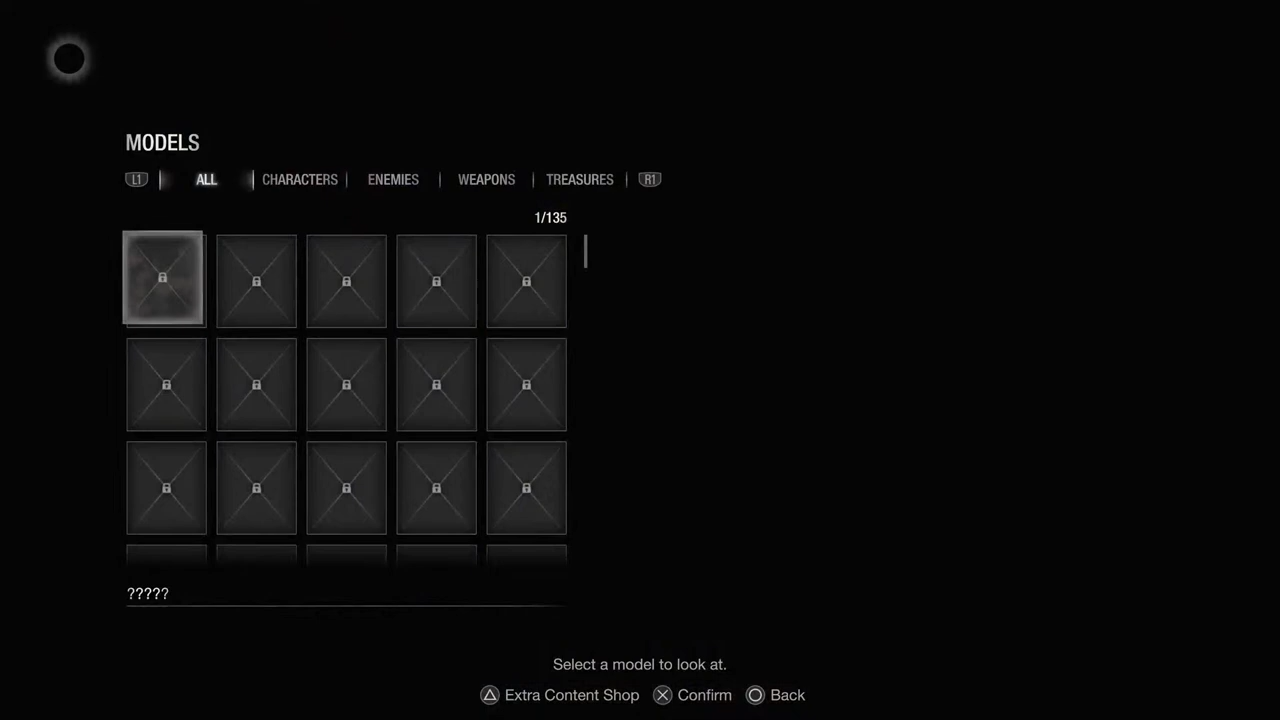 MODELS
L1 ALL CHARACTERS ENEMIES WEAPONS TREASURES R1
1/135
?????
Select a model to look at.
Extra Content Shop Confirm Back